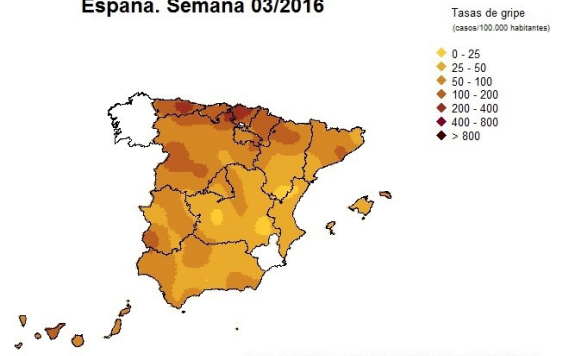 España. Semana 03/2016
Tasas de gripe
(casos/100.000 habitantes)
0 - 25
25 - 50
50 - 100
100 - 200
200 - 400
400 - 800
> 800